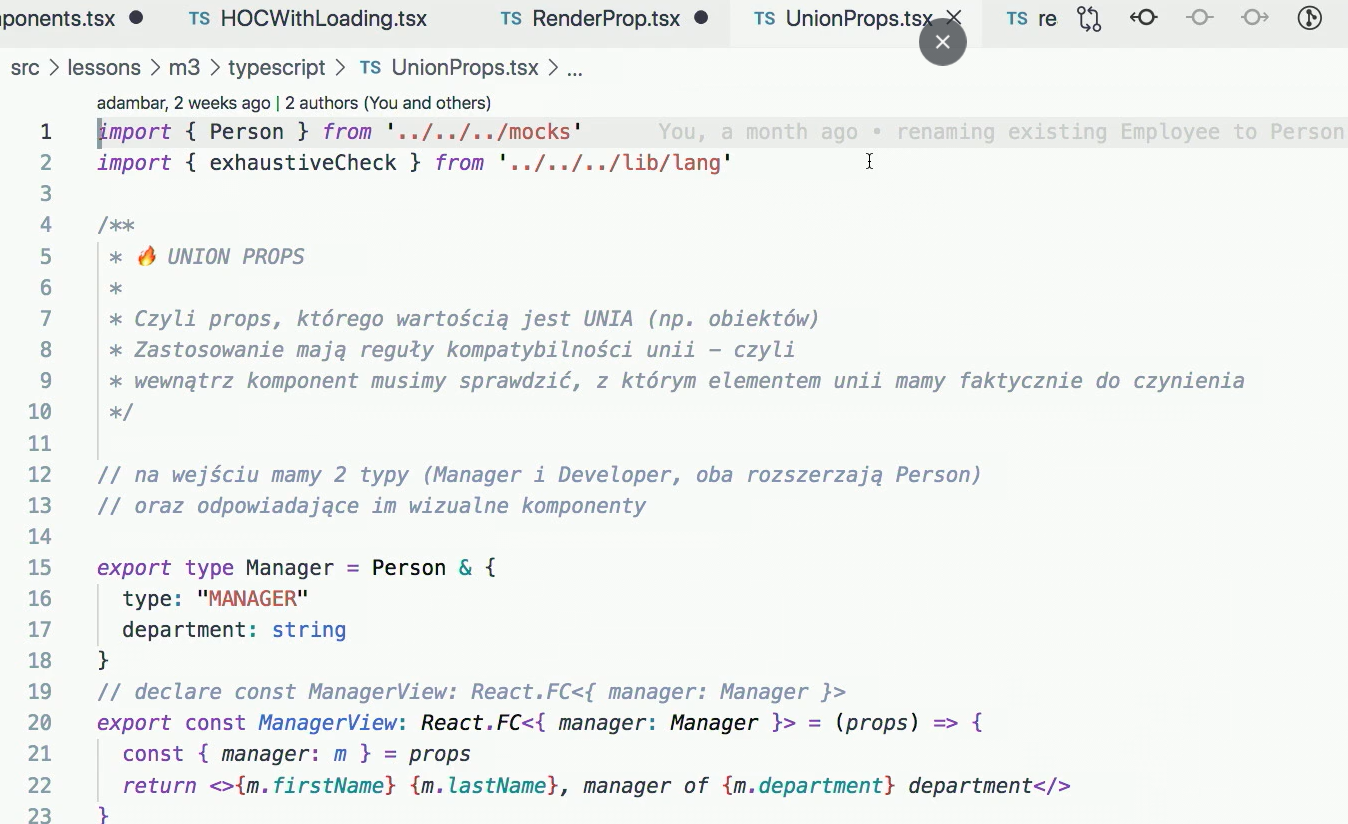 ponents.tsx ● TS HOCWithLoading.tsx TS RenderProp.tsx ● TS UnionProps.tsx TS re
src > lessons > m3 > typescript > TS UnionProps.tsx > ...
adambar, 2 weeks ago | 2 authors (You and others)
1 import { Person } from '../../../mocks' You, a month ago • renaming existing Employee to Person
2 import { exhaustiveCheck } from '../../../lib/lang'
3
4 /**
5 * 🔥 UNION PROPS
6 *
7 * Czyli props, którego wartością jest UNIA (np. obiektów)
8 * Zastosowanie mają reguły kompatybilności unii – czyli
9 * wewnątrz komponent musimy sprawdzić, z którym elementem unii mamy faktycznie do czynienia
10 */
11
12 // na wejściu mamy 2 typy (Manager i Developer, oba rozszerzają Person)
13 // oraz odpowiadające im wizualne komponenty
14
15 export type Manager = Person & {
16 type: "MANAGER"
17 department: string
18 }
19 // declare const ManagerView: React.FC<{ manager: Manager }>
20 export const ManagerView: React.FC<{ manager: Manager }> = (props) => {
21 const { manager: m } = props
22 return <>{m.firstName} {m.lastName}, manager of {m.department} department</>
23 }